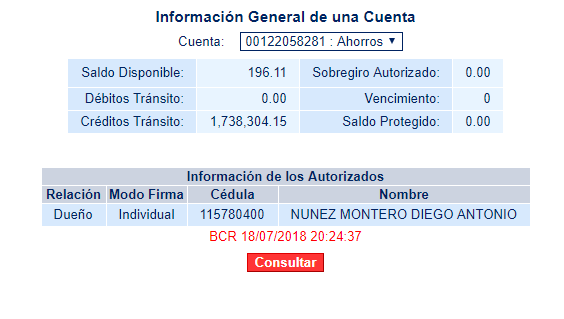 Información General de una Cuenta
Cuenta: 00122058281 : Ahorros
Saldo Disponible: 196.11 Sobregiro Autorizado: 0.00
Débitos Tránsito: 0.00 Vencimiento: 0
Créditos Tránsito: 1,738,304.15 Saldo Protegido: 0.00
Información de los Autorizados
Relación Modo Firma Cédula Nombre
Dueño Individual 115780400 NUNEZ MONTERO DIEGO ANTONIO
BCR 18/07/2018 20:24:37
Consultar